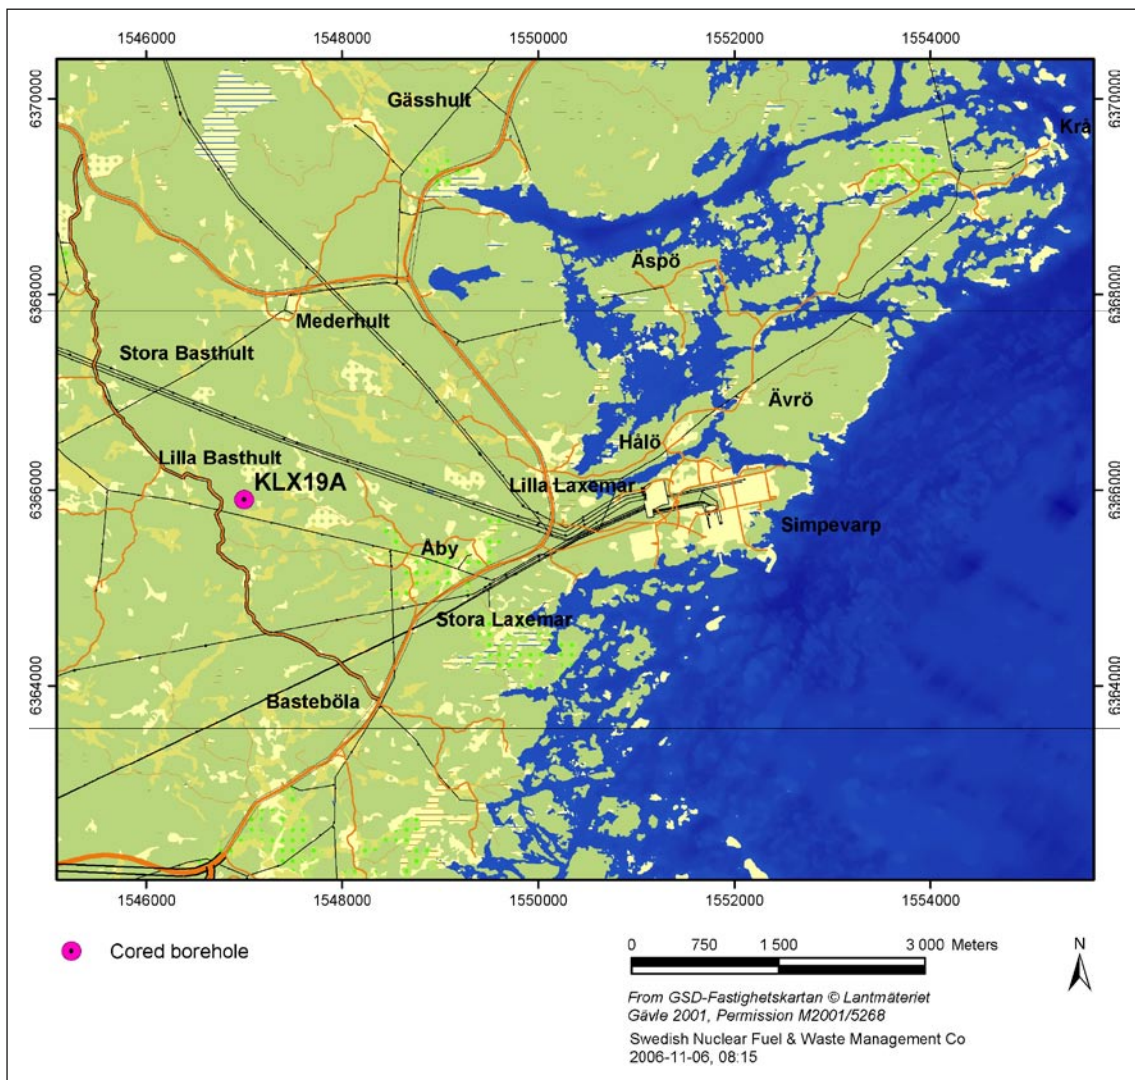 1546000 1548000 1550000 1552000 1554000
6370000 6370000
Gässhult
Krå
Äspö
6368000 6368000
Mederhult
Stora Basthult
Ävrö
Hålö
Lilla Basthult
KLX19A
Lilla Laxemar
6366000 6366000
Simpevarp
Åby
Stora Laxemar
6364000 6364000
Basteböla
1546000 1548000 1550000 1552000 1554000
Cored borehole
0 750 1 500 3 000 Meters
N
From GSD-Fastighetskartan © Lantmäteriet
Gävle 2001, Permission M2001/5268
Swedish Nuclear Fuel & Waste Management Co
2006-11-06, 08:15